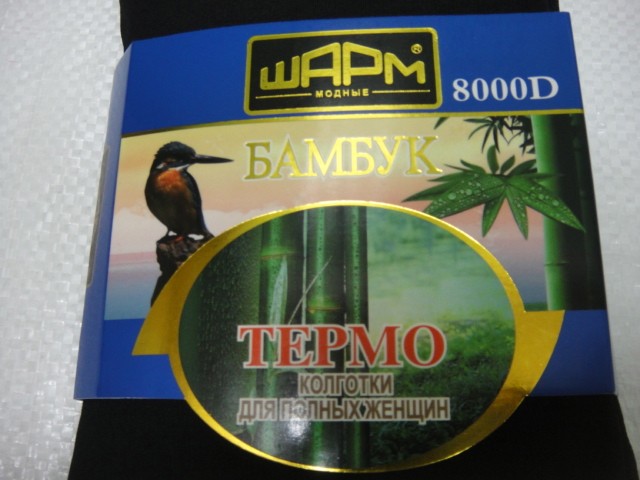 ШАРМ®
МОДНЫЕ
8000D
БАМБУК
ТЕРМО
КОЛГОТКИ
ДЛЯ ПОЛНЫХ ЖЕНЩИН